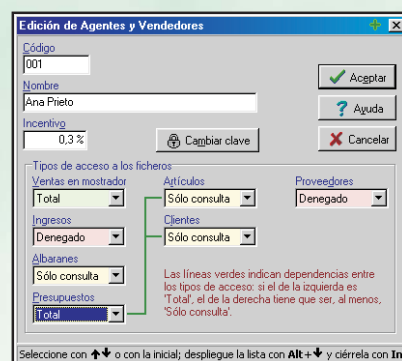 Edición de Agentes y Vendedores
Código
001
Nombre
Ana Prieto
Incentivo
0,3 %
Cambiar clave
Aceptar
Ayuda
Cancelar
Tipos de acceso a los ficheros
Ventas en mostrador
Total
Ingresos
Denegado
Albaranes
Sólo consulta
Presupuestos
Total
Artículos
Sólo consulta
Clientes
Sólo consulta
Proveedores
Denegado
Las líneas verdes indican dependencias entre
los tipos de acceso: si el de la izquierda es
'Total', el de la derecha tiene que ser, al menos,
'Sólo consulta'.
Seleccione con ↑↓ o con la inicial; despliegue la lista con Alt+↓ y ciérrela con In